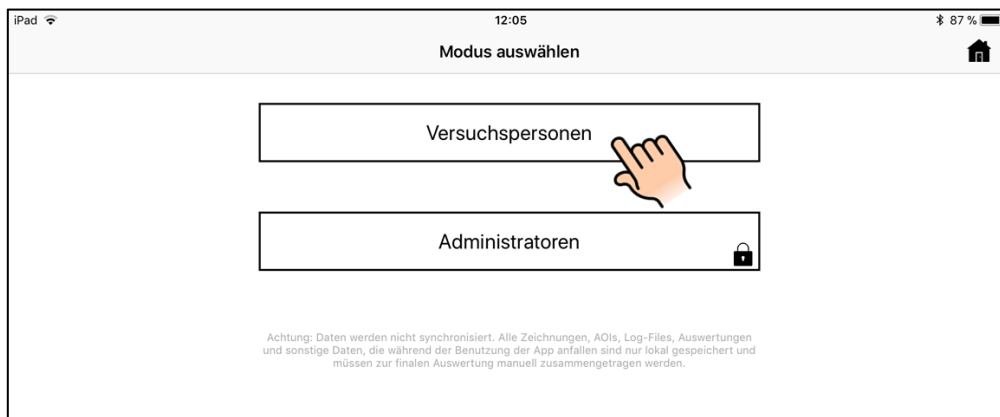 iPad 12:05 87 %
Modus auswählen
Versuchspersonen
Administratoren
Achtung: Daten werden nicht synchronisiert. Alle Zeichnungen, AOIs, Log-Files, Auswertungen
und sonstige Daten, die während der Benutzung der App anfallen sind nur lokal gespeichert und
müssen zur finalen Auswertung manuell zusammengetragen werden.